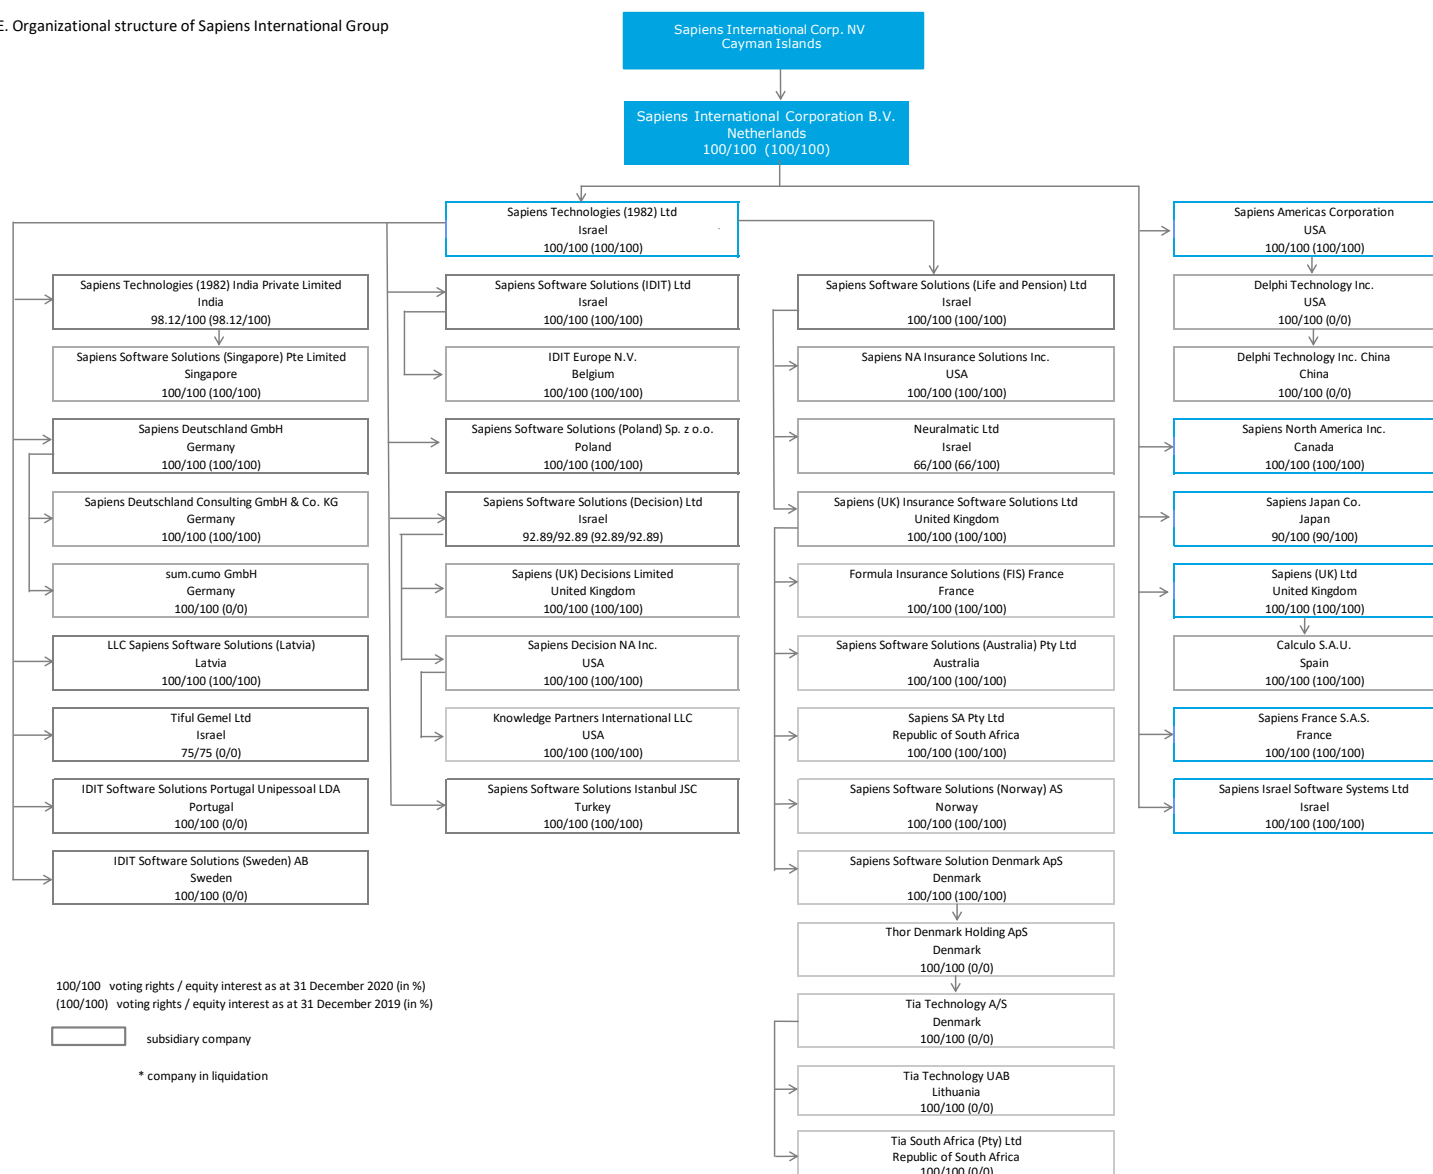 E. Organizational structure of Sapiens International Group
Sapiens International Corp. NV
Cayman Islands
Sapiens International Corporation B.V.
Netherlands
100/100 (100/100)
Sapiens Technologies (1982) Ltd
Israel
100/100 (100/100)
Sapiens Americas Corporation
USA
100/100 (100/100)
Sapiens Technologies (1982) India Private Limited
India
98.12/100 (98.12/100)
Sapiens Software Solutions (Singapore) Pte Limited
Singapore
100/100 (100/100)
Sapiens Deutschland GmbH
Germany
100/100 (100/100)
Sapiens Deutschland Consulting GmbH & Co. KG
Germany
100/100 (100/100)
sum.cumo GmbH
Germany
100/100 (0/0)
LLC Sapiens Software Solutions (Latvia)
Latvia
100/100 (100/100)
Tiful Gemel Ltd
Israel
75/75 (0/0)
IDIT Software Solutions Portugal Unipessoal LDA
Portugal
100/100 (0/0)
IDIT Software Solutions (Sweden) AB
Sweden
100/100 (0/0)
Sapiens Software Solutions (IDIT) Ltd
Israel
100/100 (100/100)
IDIT Europe N.V.
Belgium
100/100 (100/100)
Sapiens Software Solutions (Poland) Sp. z o.o.
Poland
100/100 (100/100)
Sapiens Software Solutions (Decision) Ltd
Israel
92.89/92.89 (92.89/92.89)
Sapiens (UK) Decisions Limited
United Kingdom
100/100 (100/100)
Sapiens Decision NA Inc.
USA
100/100 (100/100)
Knowledge Partners International LLC
USA
100/100 (100/100)
Sapiens Software Solutions Istanbul JSC
Turkey
100/100 (100/100)
Sapiens Software Solutions (Life and Pension) Ltd
Israel
100/100 (100/100)
Sapiens NA Insurance Solutions Inc.
USA
100/100 (100/100)
Neuralmatic Ltd
Israel
66/100 (66/100)
Sapiens (UK) Insurance Software Solutions Ltd
United Kingdom
100/100 (100/100)
Formula Insurance Solutions (FIS) France
France
100/100 (100/100)
Sapiens Software Solutions (Australia) Pty Ltd
Australia
100/100 (100/100)
Sapiens SA Pty Ltd
Republic of South Africa
100/100 (100/100)
Sapiens Software Solutions (Norway) AS
Norway
100/100 (100/100)
Sapiens Software Solution Denmark ApS
Denmark
100/100 (100/100)
Thor Denmark Holding ApS
Denmark
100/100 (0/0)
Tia Technology A/S
Denmark
100/100 (0/0)
Tia Technology UAB
Lithuania
100/100 (0/0)
Tia South Africa (Pty) Ltd
Republic of South Africa
100/100 (0/0)
Delphi Technology Inc.
USA
100/100 (0/0)
Delphi Technology Inc. China
China
100/100 (0/0)
Sapiens North America Inc.
Canada
100/100 (100/100)
Sapiens Japan Co.
Japan
90/100 (90/100)
Sapiens (UK) Ltd
United Kingdom
100/100 (100/100)
Calculo S.A.U.
Spain
100/100 (100/100)
Sapiens France S.A.S.
France
100/100 (100/100)
Sapiens Israel Software Systems Ltd
Israel
100/100 (100/100)
100/100 voting rights / equity interest as at 31 December 2020 (in %)
(100/100) voting rights / equity interest as at 31 December 2019 (in %)
subsidiary company
* company in liquidation